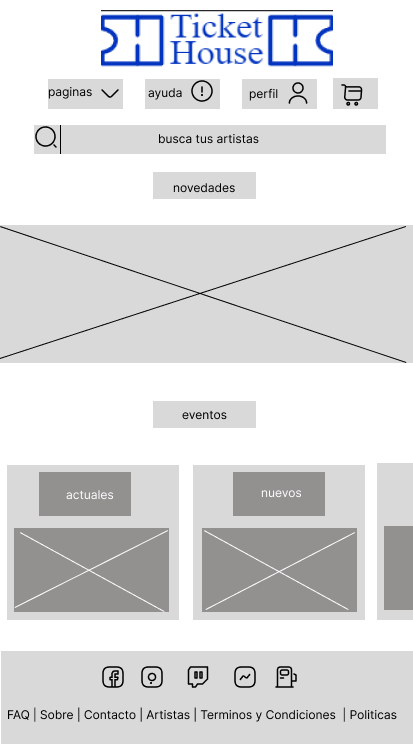 Ticket
House
paginas ayuda perfil
busca tus artistas
novedades
eventos
actuales nuevos
FAQ | Sobre | Contacto | Artistas | Terminos y Condiciones | Politicas